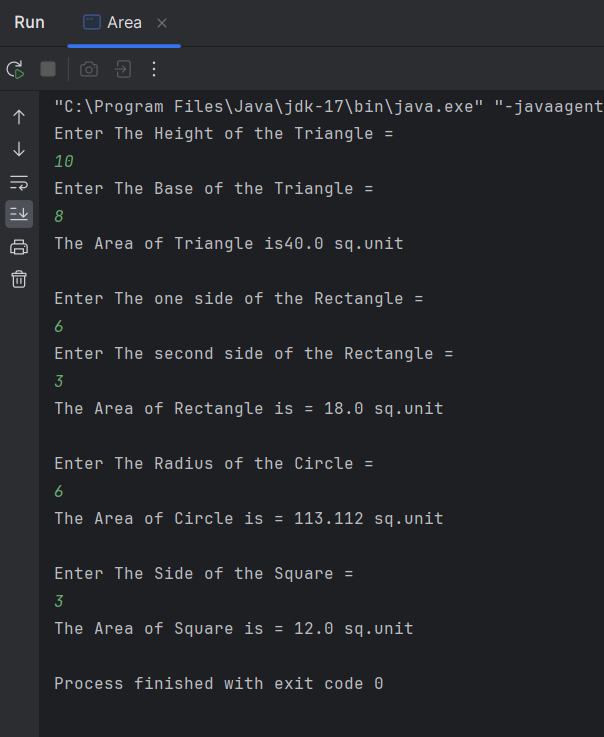 Run Area
"C:\Program Files\Java\jdk-17\bin\java.exe" "-javaagent
Enter The Height of the Triangle =
10
Enter The Base of the Triangle =
8
The Area of Triangle is40.0 sq.unit
Enter The one side of the Rectangle =
6
Enter The second side of the Rectangle =
3
The Area of Rectangle is = 18.0 sq.unit
Enter The Radius of the Circle =
6
The Area of Circle is = 113.112 sq.unit
Enter The Side of the Square =
3
The Area of Square is = 12.0 sq.unit
Process finished with exit code 0